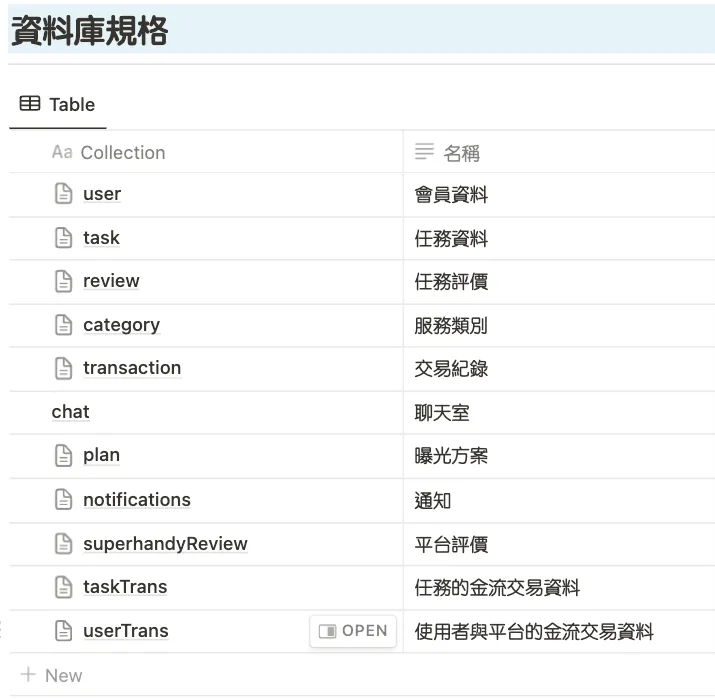 資料庫規格
Table
Aa Collection 名稱
user 會員資料
task 任務資料
review 任務評價
category 服務類別
transaction 交易紀錄
chat 聊天室
plan 曝光方案
notifications 通知
superhandyReview 平台評價
taskTrans 任務的金流交易資料
userTrans OPEN 使用者與平台的金流交易資料
+ New